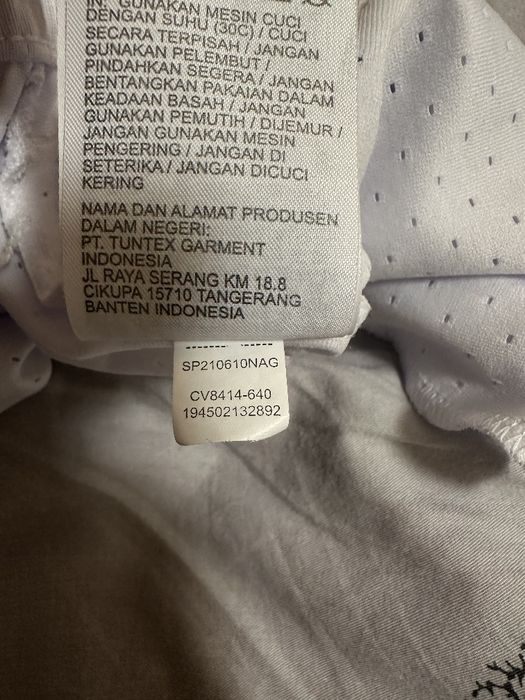 IN: GUNAKAN MESIN CUCI
DENGAN SUHU (30C) / CUCI
SECARA TERPISAH / JANGAN
GUNAKAN PELEMBUT /
PINDAHKAN SEGERA / JANGAN
BENTANGKAN PAKAIAN DALAM
KEADAAN BASAH / JANGAN
GUNAKAN PEMUTIH / DIJEMUR /
JANGAN GUNAKAN MESIN
PENGERING / JANGAN DI
SETERIKA / JANGAN DICUCI
KERING
NAMA DAN ALAMAT PRODUSEN
DALAM NEGERI:
PT. TUNTEX GARMENT
INDONESIA
JL RAYA SERANG KM 18.8
CIKUPA 15710 TANGERANG
BANTEN INDONESIA
SP210610NAG
CV8414-640
194502132892